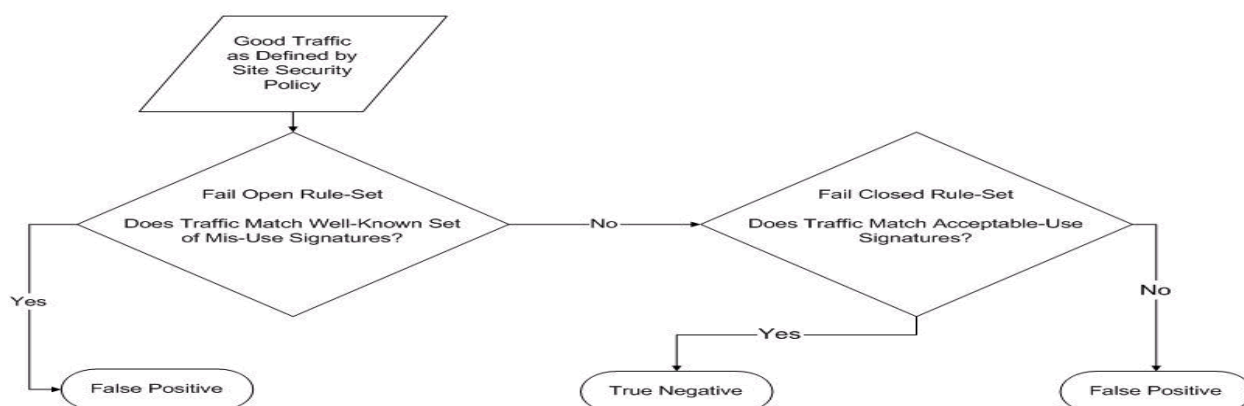 Good Traffic
as Defined by
Site Security
Policy
Fail Open Rule-Set
Does Traffic Match Well-Known Set
of Mis-Use Signatures?
No
Fail Closed Rule-Set
Does Traffic Match Acceptable-Use
Signatures?
Yes
No
Yes
False Positive
True Negative
False Positive